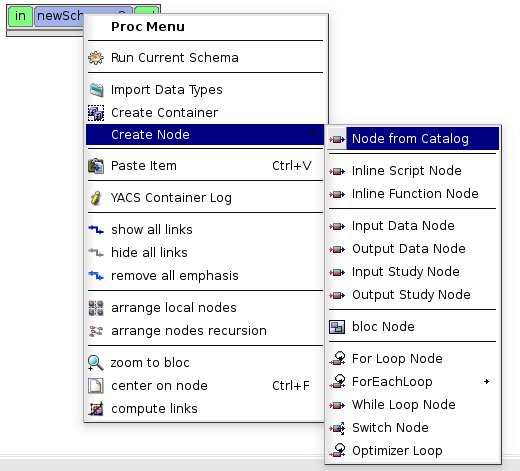 in newSch
Proc Menu
Run Current Schema
Import Data Types
Create Container
Create Node
Paste Item Ctrl+V
YACS Container Log
show all links
hide all links
remove all emphasis
arrange local nodes
arrange nodes recursion
zoom to bloc
center on node Ctrl+F
compute links
Node from Catalog
Inline Script Node
Inline Function Node
Input Data Node
Output Data Node
Input Study Node
Output Study Node
bloc Node
For Loop Node
ForEachLoop
While Loop Node
Switch Node
Optimizer Loop